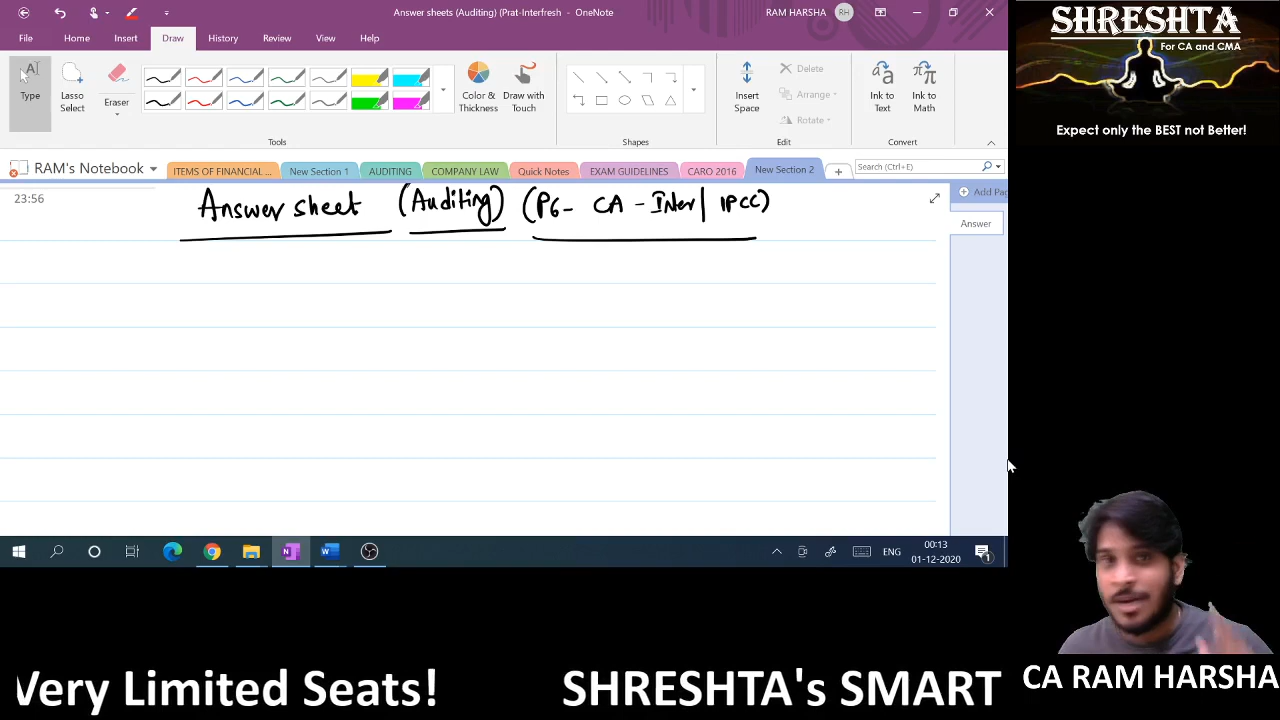 Answer sheets (Auditing) (Prat-Interfresh - OneNote
RAM HARSHA
RH
File
Home
Insert
Draw
History
Review
View
Help
Type
Lasso
Select
Eraser
Color &
Thickness
Draw with
Touch
Insert
Space
Delete
Arrange
Rotate
Ink to
Text
Ink to
Math
Tools
Shapes
Edit
Convert
RAM's Notebook
ITEMS OF FINANCIAL ...
New Section 1
AUDITING
COMPANY LAW
Quick Notes
EXAM GUIDELINES
CARO 2016
New Section 2
Search (Ctrl+E)
23:56
Answer sheet (Auditing) (P6- CA - INter| IPCC)
Add Pag
Answer
ENG
00:13
01-12-2020
1
SHRESHTA
For CA and CMA
Expect only the BEST not Better!
Very Limited Seats! SHRESHTA's SMART
CA RAM HARSHA